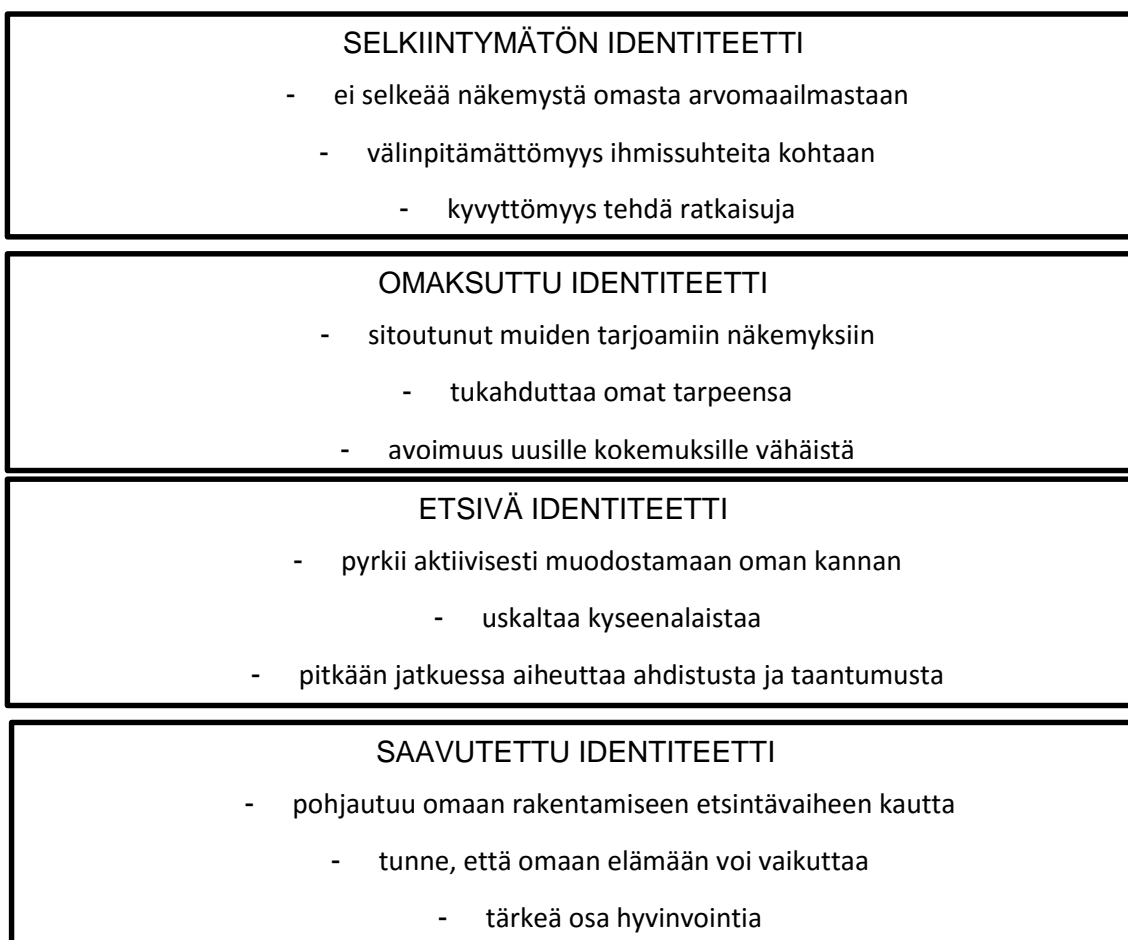 SELKIINTYMÄTÖN IDENTITEETTI
- ei selkeää näkemystä omasta arvomaailmastaan
- välinpitämättömyys ihmissuhteita kohtaan
- kyvyttömyys tehdä ratkaisuja
OMAKSUTTU IDENTITEETTI
- sitoutunut muiden tarjoamiin näkemyksiin
- tukahduttaa omat tarpeensa
- avoimuus uusille kokemuksille vähäistä
ETSIVÄ IDENTITEETTI
- pyrkii aktiivisesti muodostamaan oman kannan
- uskaltaa kyseenalaistaa
- pitkään jatkuessa aiheuttaa ahdistusta ja taantumusta
SAAVUTETTU IDENTITEETTI
- pohjautuu omaan rakentamiseen etsintävaiheen kautta
- tunne, että omaan elämään voi vaikuttaa
- tärkeä osa hyvinvointia